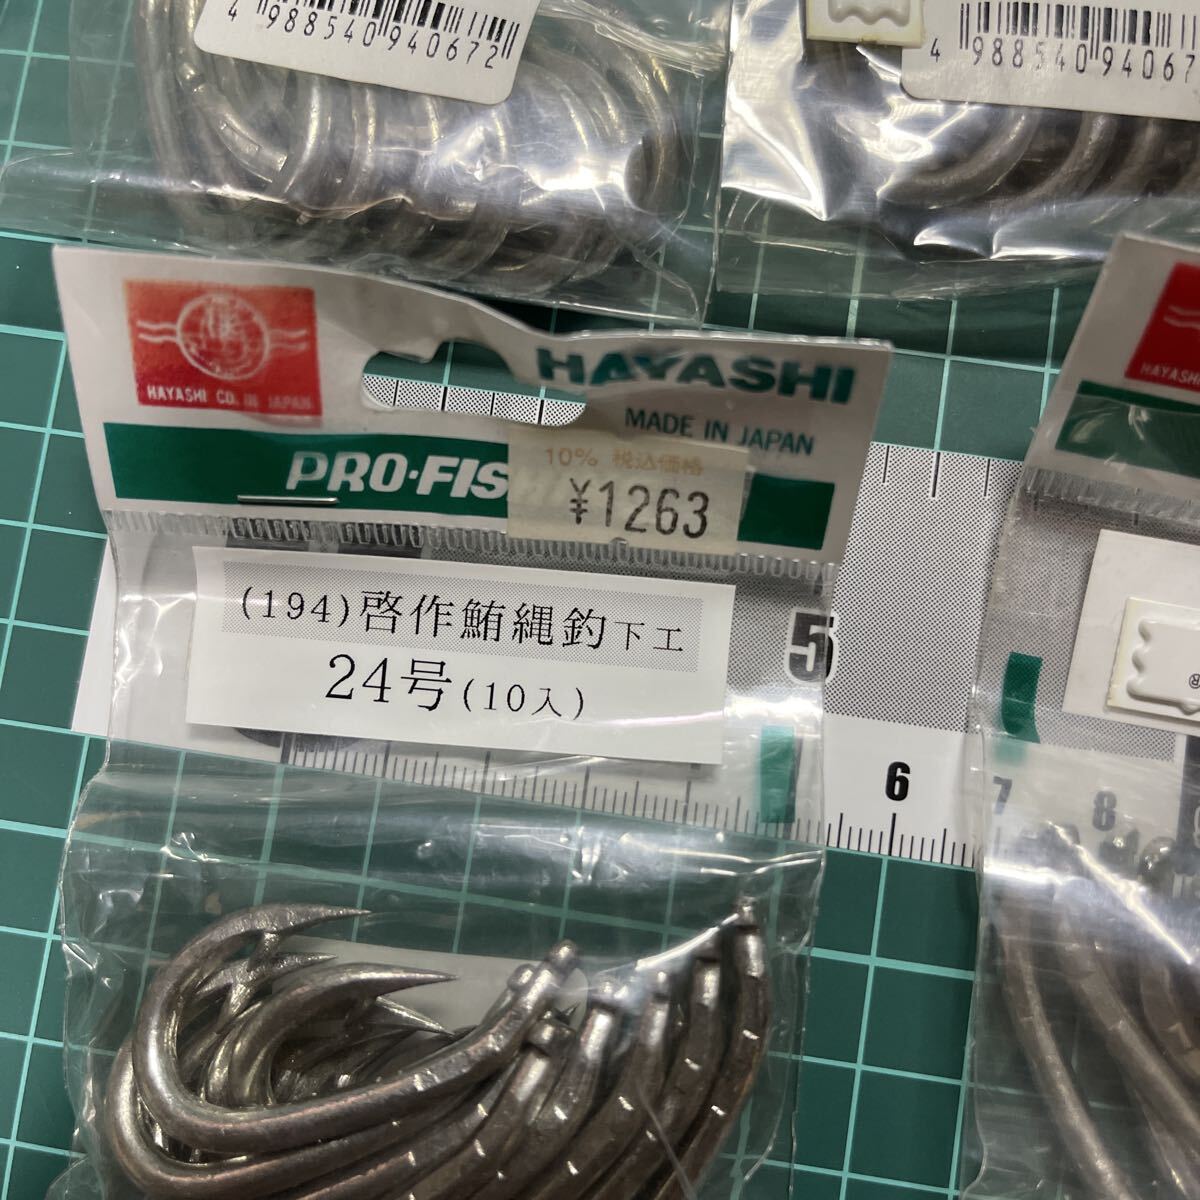 4 988540 940672
4 988540 94067
HAYASHI CO. IN JAPAN
HAYASHI
MADE IN JAPAN
PRO·FIS
10% 税込価格
¥1263
(194)啓作鮪縄釣下工
24号(10入)
5
6
7
8
HAYASHI
®